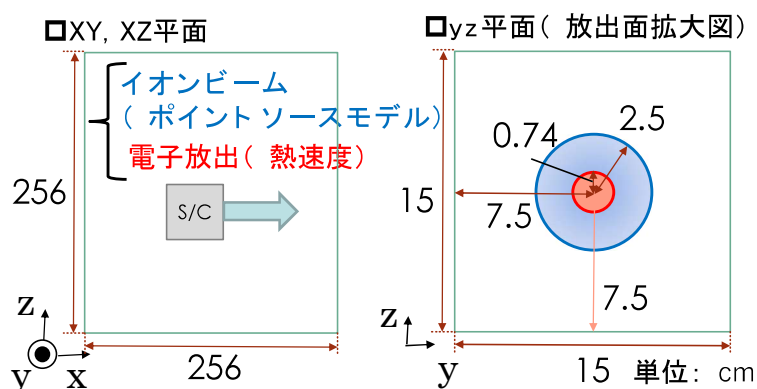 □XY, XZ平面
イオンビーム
( ポイントソースモデル)
電子放出( 熱速度)
256
S/C
z
y
x
256
□yz平面( 放出面拡大図)
0.74
2.5
15
7.5
7.5
z
y
15
単位: cm